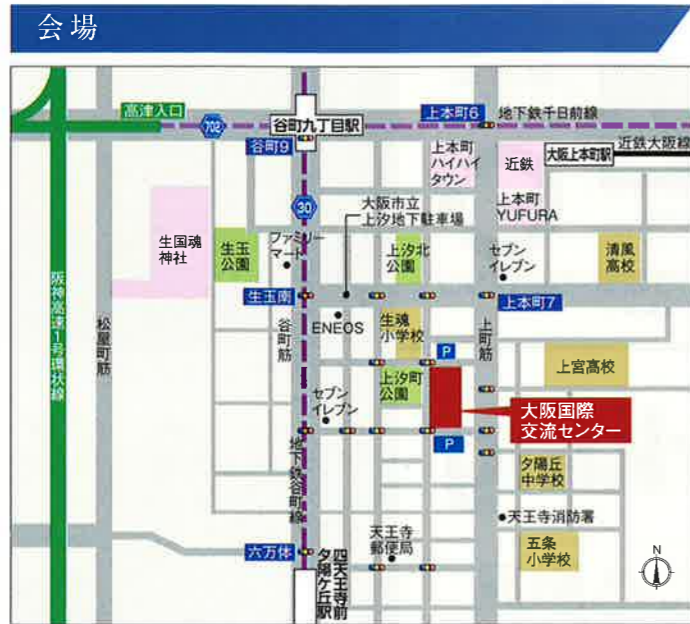 会場
高津入口
702
谷町九丁目駅
上本町6
地下鉄千日前線
谷町9
上本町
ハイハイ
タウン
近鉄
大阪上本町駅
近鉄大阪線
30
大阪市立
上汐地下駐車場
上本町
YUFURA
生国魂
神社
生玉
公園
ファミリー
マート
上汐北
公園
セブン
イレブン
清風
高校
阪神高速1号環状線
松屋町筋
生玉南
上本町7
谷町筋
ENEOS
生魂
小学校
上町筋
P
上宮高校
セブン
イレブン
上汐町
公園
大阪国際
交流センター
P
地下鉄谷町線
夕陽丘
中学校
天王寺
郵便局
天王寺消防署
六万体
四天王寺前
夕陽ケ丘駅
五条
小学校
N